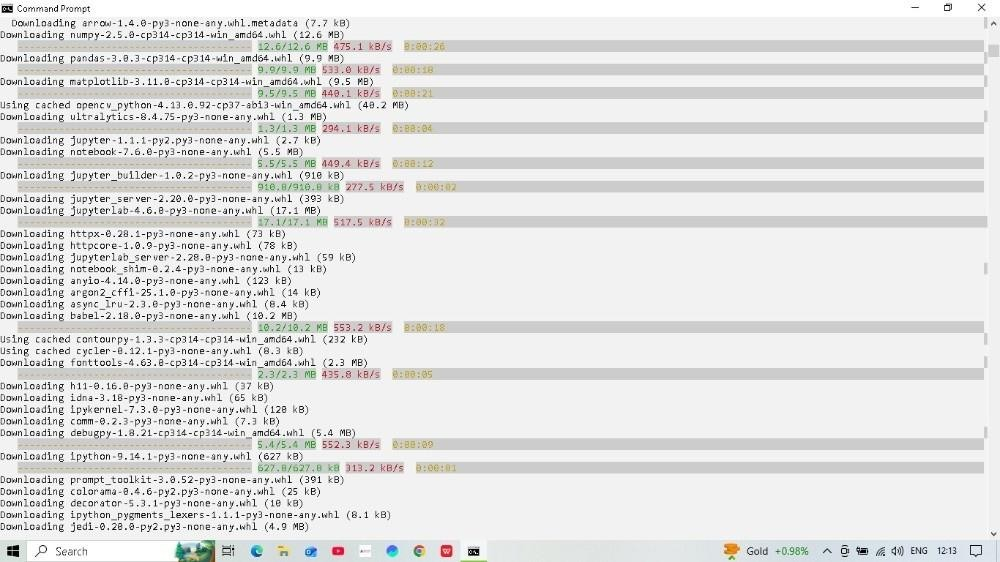 Command Prompt
Downloading arrow-1.4.0-py3-none-any.whl.metadata (7.7 kB)
Downloading numpy-2.5.0-cp314-cp314-win_amd64.whl (12.6 MB)
12.6/12.6 MB 475.1 kB/s 0:00:26
Downloading pandas-3.0.3-cp314-cp314-win_amd64.whl (9.9 MB)
9.9/9.9 MB 533.0 kB/s 0:00:18
Downloading matplotlib-3.11.0-cp314-cp314-win_amd64.whl (9.5 MB)
9.5/9.5 MB 440.1 kB/s 0:00:21
Using cached opencv_python-4.13.0.92-cp37-abi3-win_amd64.whl (40.2 MB)
Downloading ultralytics-8.4.75-py3-none-any.whl (1.3 MB)
1.3/1.3 MB 294.1 kB/s 0:00:04
Downloading jupyter-1.1.1-py2.py3-none-any.whl (2.7 kB)
Downloading notebook-7.6.0-py3-none-any.whl (5.5 MB)
5.5/5.5 MB 449.4 kB/s 0:00:12
Downloading jupyter_builder-1.0.2-py3-none-any.whl (910 kB)
910.8/910.8 kB 277.5 kB/s 0:00:02
Downloading jupyter_server-2.20.0-py3-none-any.whl (393 kB)
Downloading jupyterlab-4.6.0-py3-none-any.whl (17.1 MB)
17.1/17.1 MB 517.5 kB/s 0:00:32
Downloading httpx-0.28.1-py3-none-any.whl (73 kB)
Downloading httpcore-1.0.9-py3-none-any.whl (78 kB)
Downloading jupyterlab_server-2.28.0-py3-none-any.whl (59 kB)
Downloading notebook_shim-0.2.4-py3-none-any.whl (13 kB)
Downloading anyio-4.14.0-py3-none-any.whl (123 kB)
Downloading argon2_cffi-25.1.0-py3-none-any.whl (14 kB)
Downloading async_lru-2.3.0-py3-none-any.whl (8.4 kB)
Downloading babel-2.18.0-py3-none-any.whl (10.2 MB)
10.2/10.2 MB 553.2 kB/s 0:00:18
Using cached contourpy-1.3.3-cp314-cp314-win_amd64.whl (232 kB)
Using cached cycler-0.12.1-py3-none-any.whl (8.3 kB)
Downloading fonttools-4.63.0-cp314-cp314-win_amd64.whl (2.3 MB)
2.3/2.3 MB 435.8 kB/s 0:00:05
Downloading h11-0.16.0-py3-none-any.whl (37 kB)
Downloading idna-3.18-py3-none-any.whl (65 kB)
Downloading ipykernel-7.3.0-py3-none-any.whl (120 kB)
Downloading comm-0.2.3-py3-none-any.whl (7.3 kB)
Downloading debugpy-1.8.21-cp314-cp314-win_amd64.whl (5.4 MB)
5.4/5.4 MB 552.3 kB/s 0:00:09
Downloading ipython-9.14.1-py3-none-any.whl (627 kB)
627.8/627.8 kB 313.2 kB/s 0:00:01
Downloading prompt_toolkit-3.0.52-py3-none-any.whl (391 kB)
Downloading colorama-0.4.6-py2.py3-none-any.whl (25 kB)
Downloading decorator-5.3.1-py3-none-any.whl (10 kB)
Downloading ipython_pygments_lexers-1.1.1-py3-none-any.whl (8.1 kB)
Downloading jedi-0.20.0-py2.py3-none-any.whl (4.9 MB)
Search Gold +0.98% ENG 12:13